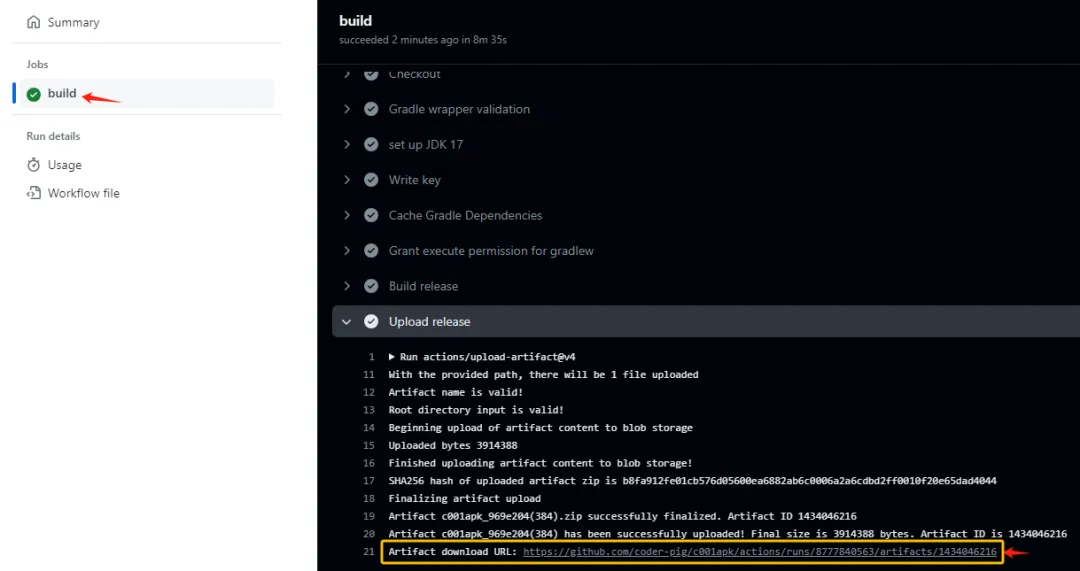 Summary
Jobs
build
Run details
Usage
Workflow file
build
succeeded 2 minutes ago in 8m 35s
Checkout
Gradle wrapper validation
set up JDK 17
Write key
Cache Gradle Dependencies
Grant execute permission for gradlew
Build release
Upload release
1 Run actions/upload-artifact@v4
11 With the provided path, there will be 1 file uploaded
12 Artifact name is valid!
13 Root directory input is valid!
14 Beginning upload of artifact content to blob storage
15 Uploaded bytes 3914388
16 Finished uploading artifact content to blob storage!
17 SHA256 hash of uploaded artifact zip is b8fa912fe01cb576d05600ea6882ab6c0006a2a6cdbd2ff0010f20e65dad4044
18 Finalizing artifact upload
19 Artifact c001apk_969e204(384).zip successfully finalized. Artifact ID 1434046216
20 Artifact c001apk_969e204(384) has been successfully uploaded! Final size is 3914388 bytes. Artifact ID is 1434046216
21 Artifact download URL: https://github.com/coder-pig/c001apk/actions/runs/8777840563/artifacts/1434046216